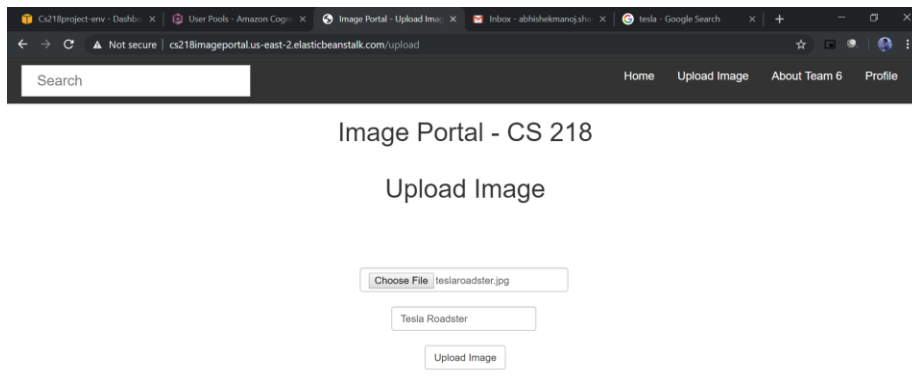 Cs218project-env - Dashbo
User Pools - Amazon Cogni
Image Portal - Upload Imag
Inbox - abhishekmanoj.sha
tesla - Google Search
Not secure | cs218imageportal.us-east-2.elasticbeanstalk.com/upload
Search
Home
Upload Image
About Team 6
Profile
Image Portal - CS 218
Upload Image
Choose File teslaroadster.jpg
Tesla Roadster
Upload Image